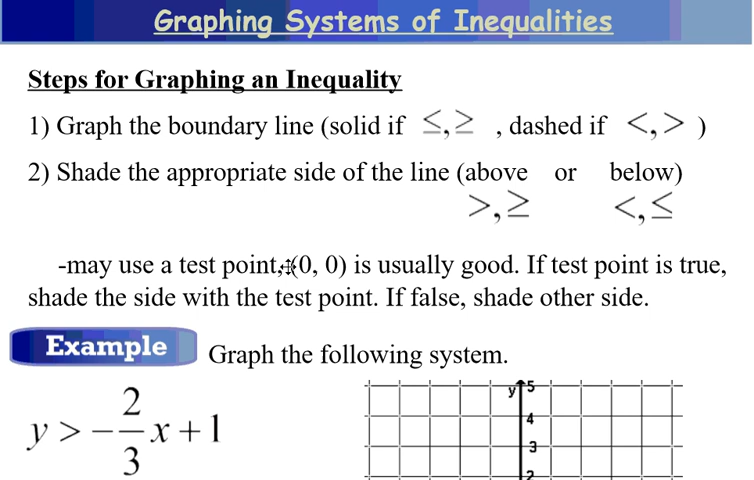 Graphing Systems of Inequalities
Steps for Graphing an Inequality
1) Graph the boundary line (solid if ≤,≥ , dashed if <,> )
2) Shade the appropriate side of the line (above or below)
>,≥ <,≤
-may use a test point, (0, 0) is usually good. If test point is true,
shade the side with the test point. If false, shade other side.
Example Graph the following system.
y > -2/3 x + 1
y 5
4
3
2